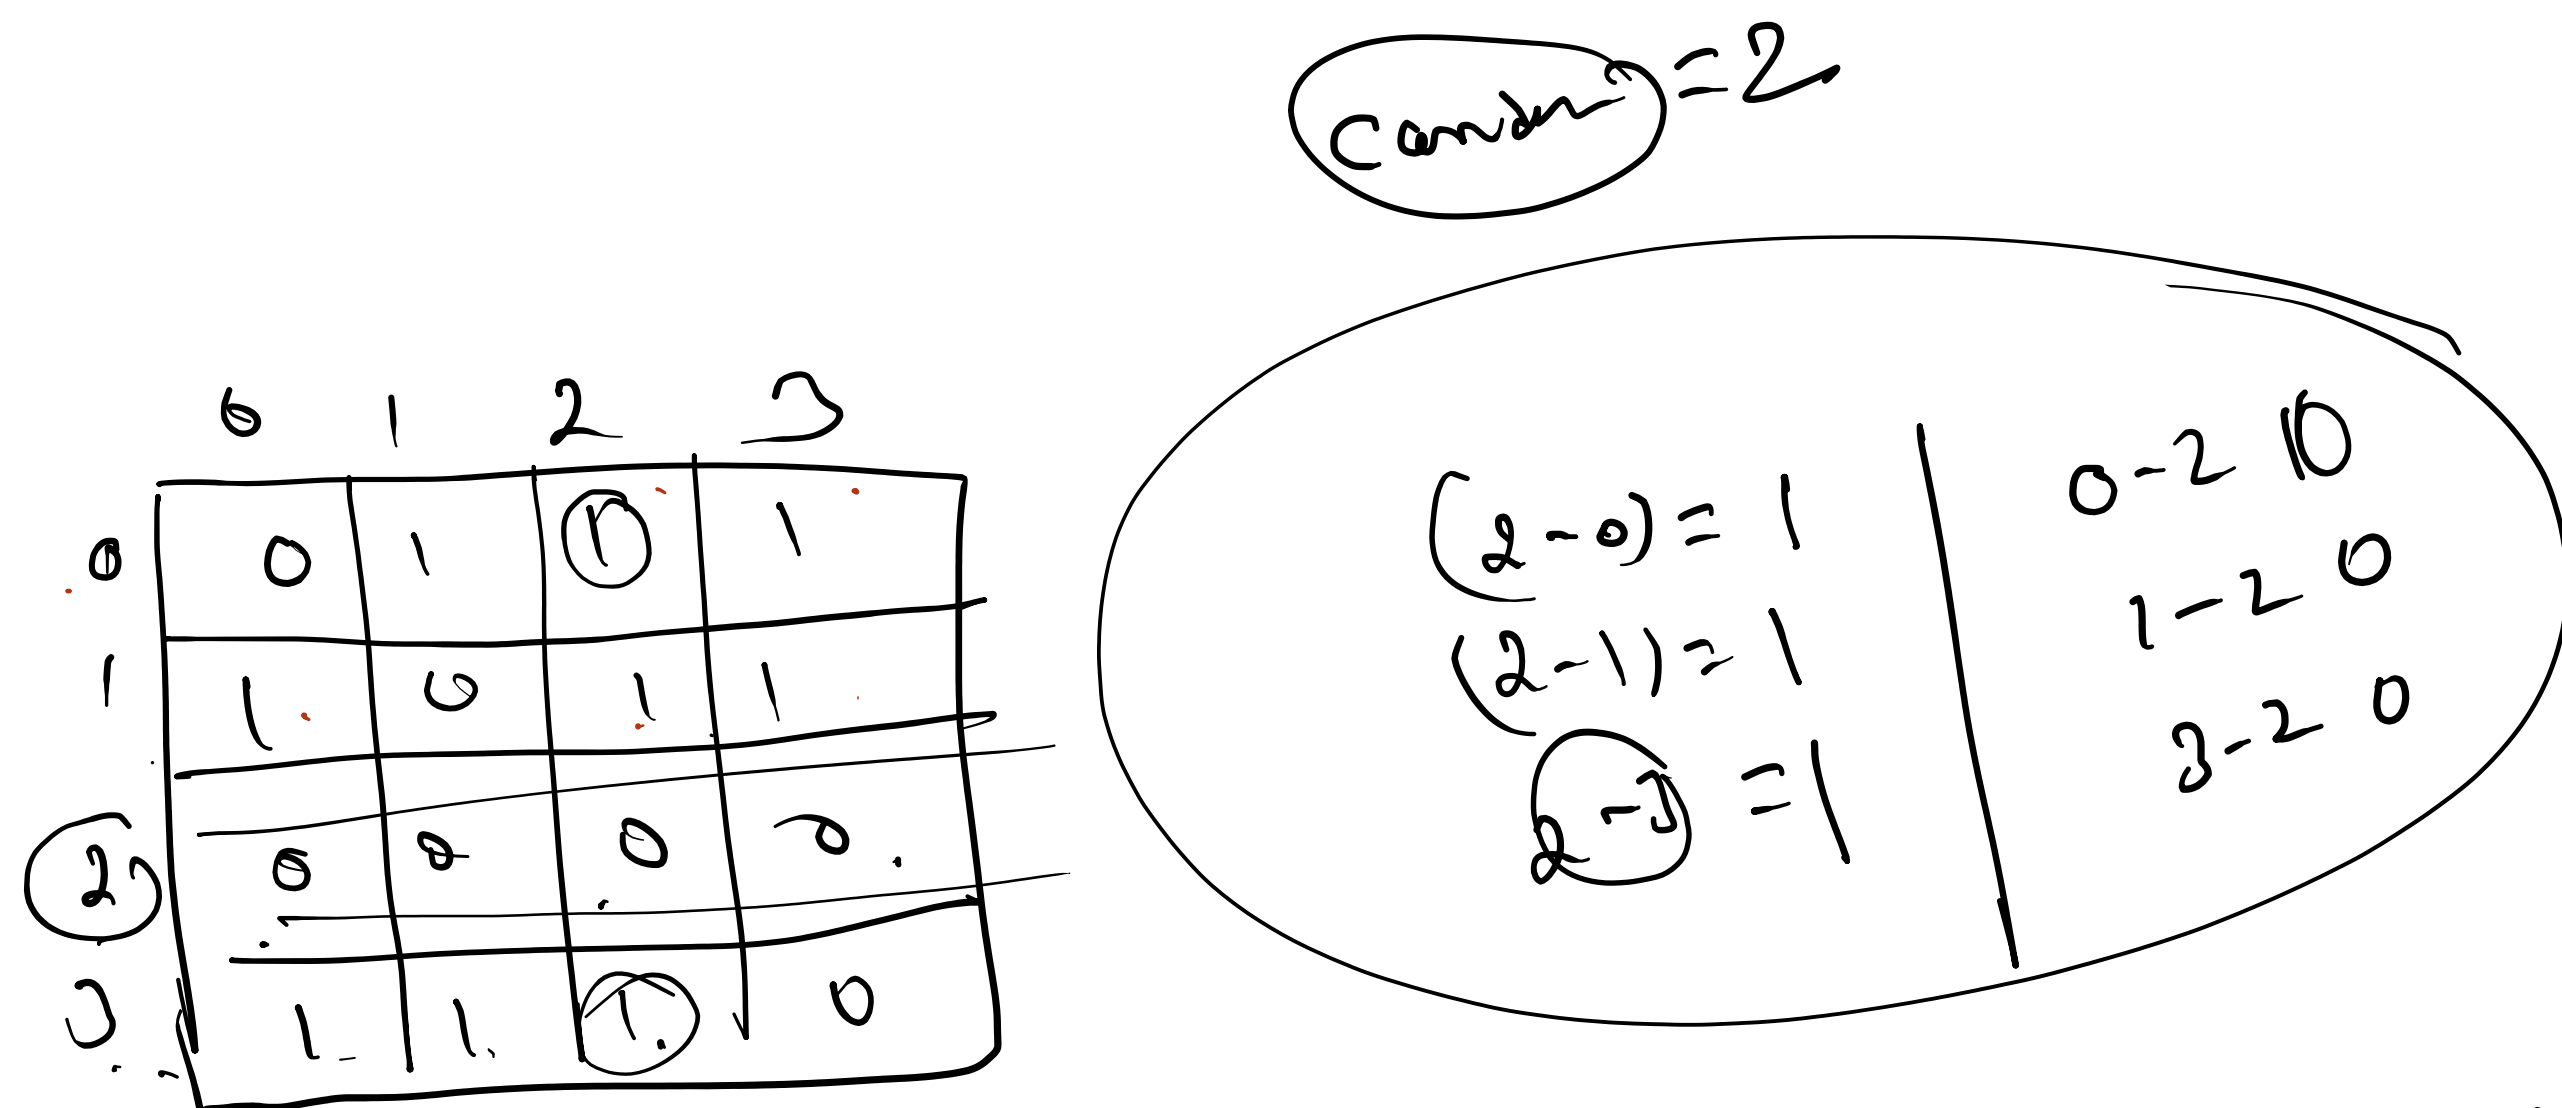 = 2
0 1 2 3
0 0 1 1 1
1 1 0 1 1
2 0 0 0 0
3 1 1 1 0
(2-0) = 1
(2-1) = 1
2-3 = 1
0-2 10
1-2 0
3-2 0